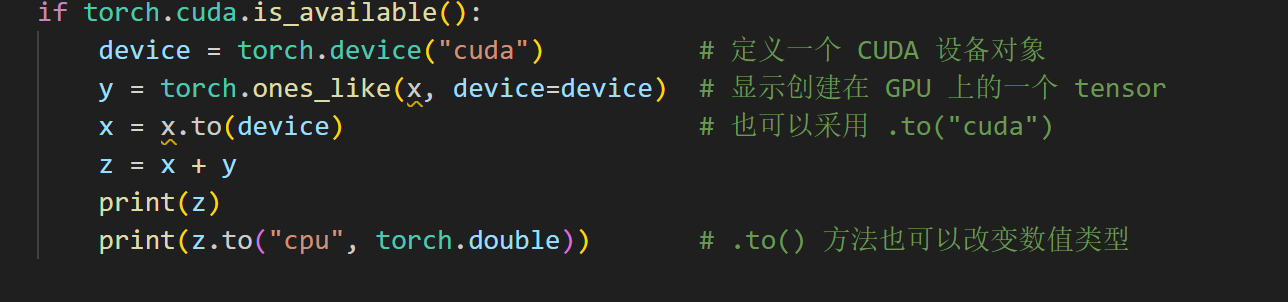 if torch.cuda.is_available():
    device = torch.device("cuda")          # 定义一个 CUDA 设备对象
    y = torch.ones_like(x, device=device)  # 显示创建在 GPU 上的一个 tensor
    x = x.to(device)                       # 也可以采用 .to("cuda")
    z = x + y
    print(z)
    print(z.to("cpu", torch.double))       # .to() 方法也可以改变数值类型